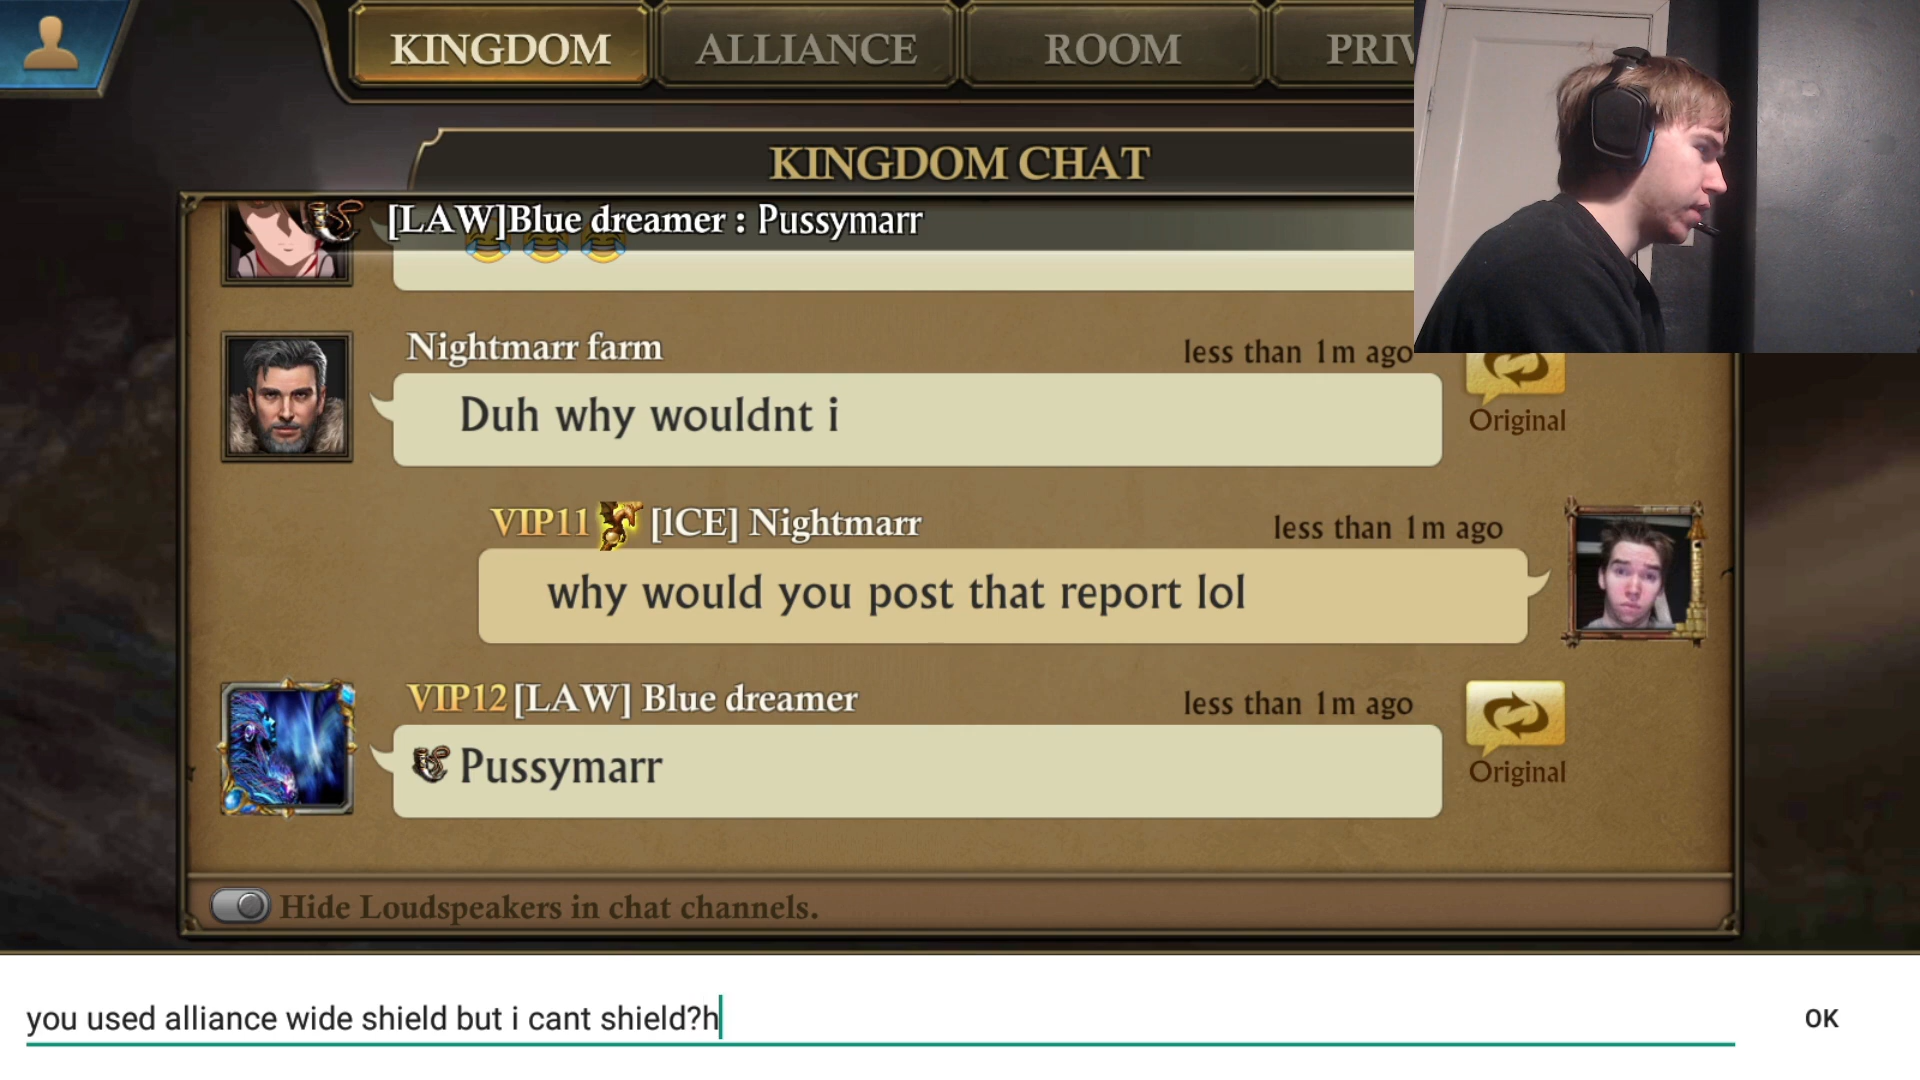 KINGDOM
ALLIANCE
ROOM
PRIV
KINGDOM CHAT
[LAW]Blue dreamer : Pussymarr
Nightmarr farm
less than 1m ago
Duh why wouldnt i
Original
VIP11 [1CE] Nightmarr
less than 1m ago
why would you post that report lol
VIP12 [LAW] Blue dreamer
less than 1m ago
Pussymarr
Original
Hide Loudspeakers in chat channels.
you used alliance wide shield but i cant shield?h
OK